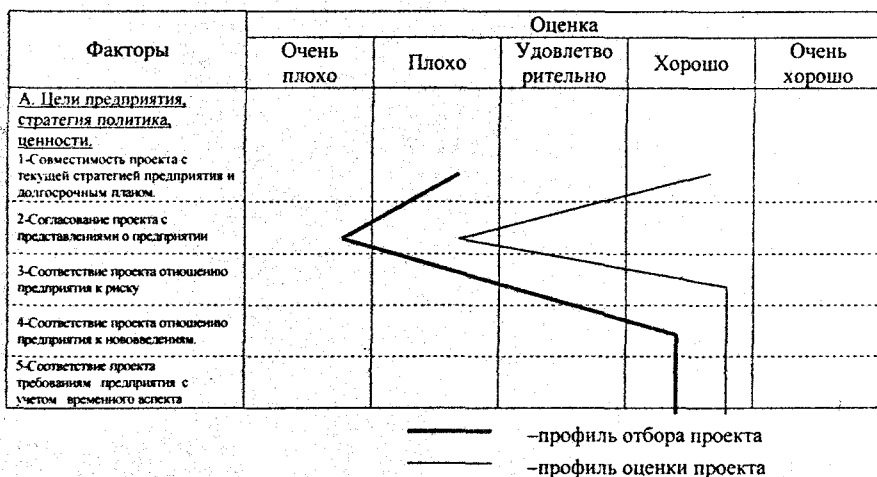 Факторы
Оценка
Очень
плохо
Плохо
Удовлетво
рительно
Хорошо
Очень
хорошо
А. Цели предприятия,
стратегия политика,
ценности.
1-Совместимость проекта с
текущей стратегией предприятия и
долгосрочным планом.
2-Согласование проекта с
представлениями о предприятии
3-Соответствие проекта отношению
предприятия к риску
4-Соответствие проекта отношению
предприятия к нововведениям.
5-Соответствие проекта
требованиям предприятия с
учетом временного аспекта
–профиль отбора проекта
–профиль оценки проекта